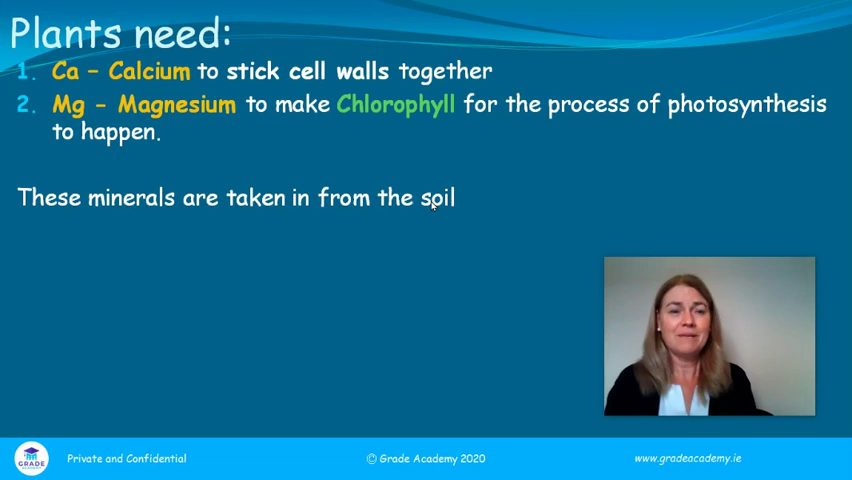 Plants need:
1. Ca – Calcium to stick cell walls together
2. Mg - Magnesium to make Chlorophyll for the process of photosynthesis
to happen.
These minerals are taken in from the soil
GRADE
ACADEMY
Private and Confidential
© Grade Academy 2020
www.gradeacademy.ie